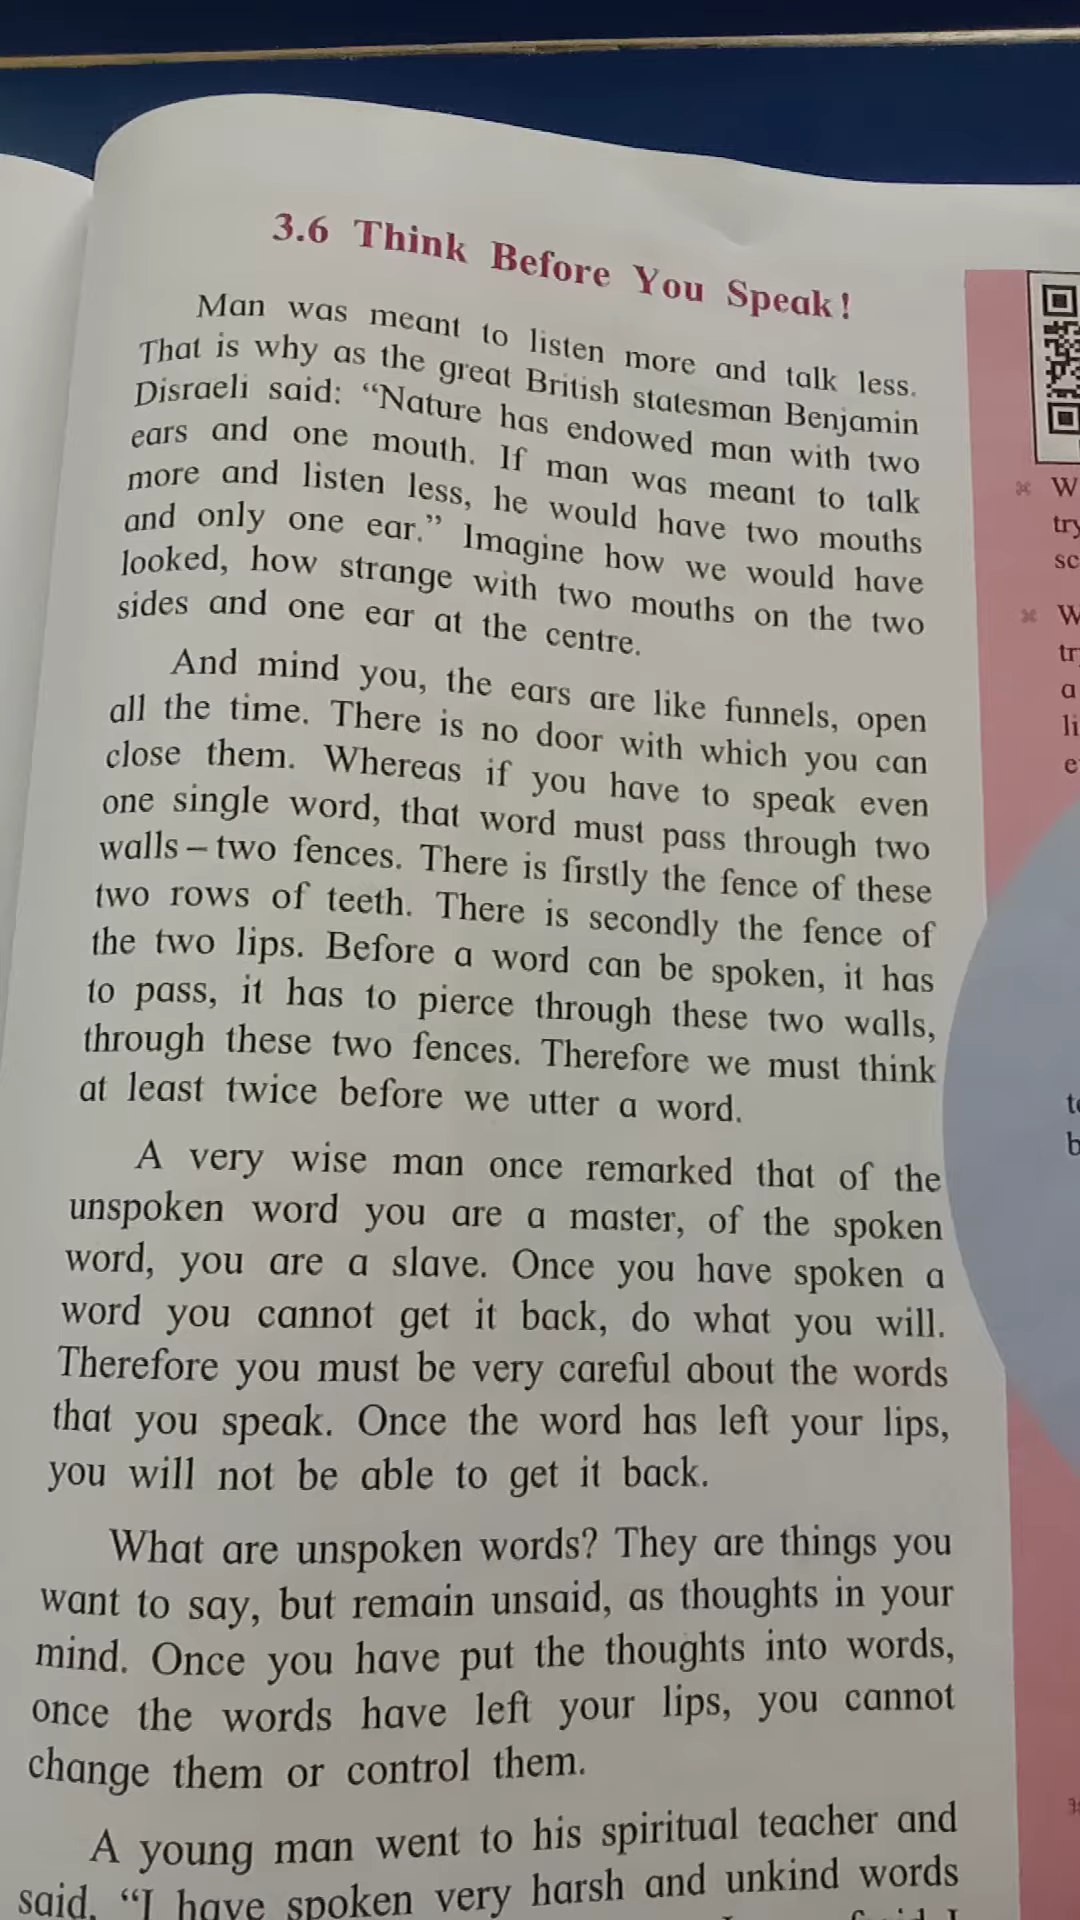 3.6 Think Before You Speak!
Man was meant to listen more and talk less.
That is why as the great British statesman Benjamin
Disraeli said: “Nature has endowed man with two
ears and one mouth. If man was meant to talk
more and listen less, he would have two mouths
and only one ear.” Imagine how we would have
looked, how strange with two mouths on the two
sides and one ear at the centre.
And mind you, the ears are like funnels, open
all the time. There is no door with which you can
close them. Whereas if you have to speak even
one single word, that word must pass through two
walls – two fences. There is firstly the fence of these
two rows of teeth. There is secondly the fence of
the two lips. Before a word can be spoken, it has
to pass, it has to pierce through these two walls,
through these two fences. Therefore we must think
at least twice before we utter a word.
A very wise man once remarked that of the
unspoken word you are a master, of the spoken
word, you are a slave. Once you have spoken a
word you cannot get it back, do what you will.
Therefore you must be very careful about the words
that you speak. Once the word has left your lips,
you will not be able to get it back.
What are unspoken words? They are things you
want to say, but remain unsaid, as thoughts in your
mind. Once you have put the thoughts into words,
once the words have left your lips, you cannot
change them or control them.
A young man went to his spiritual teacher and
said, “I have spoken very harsh and unkind words